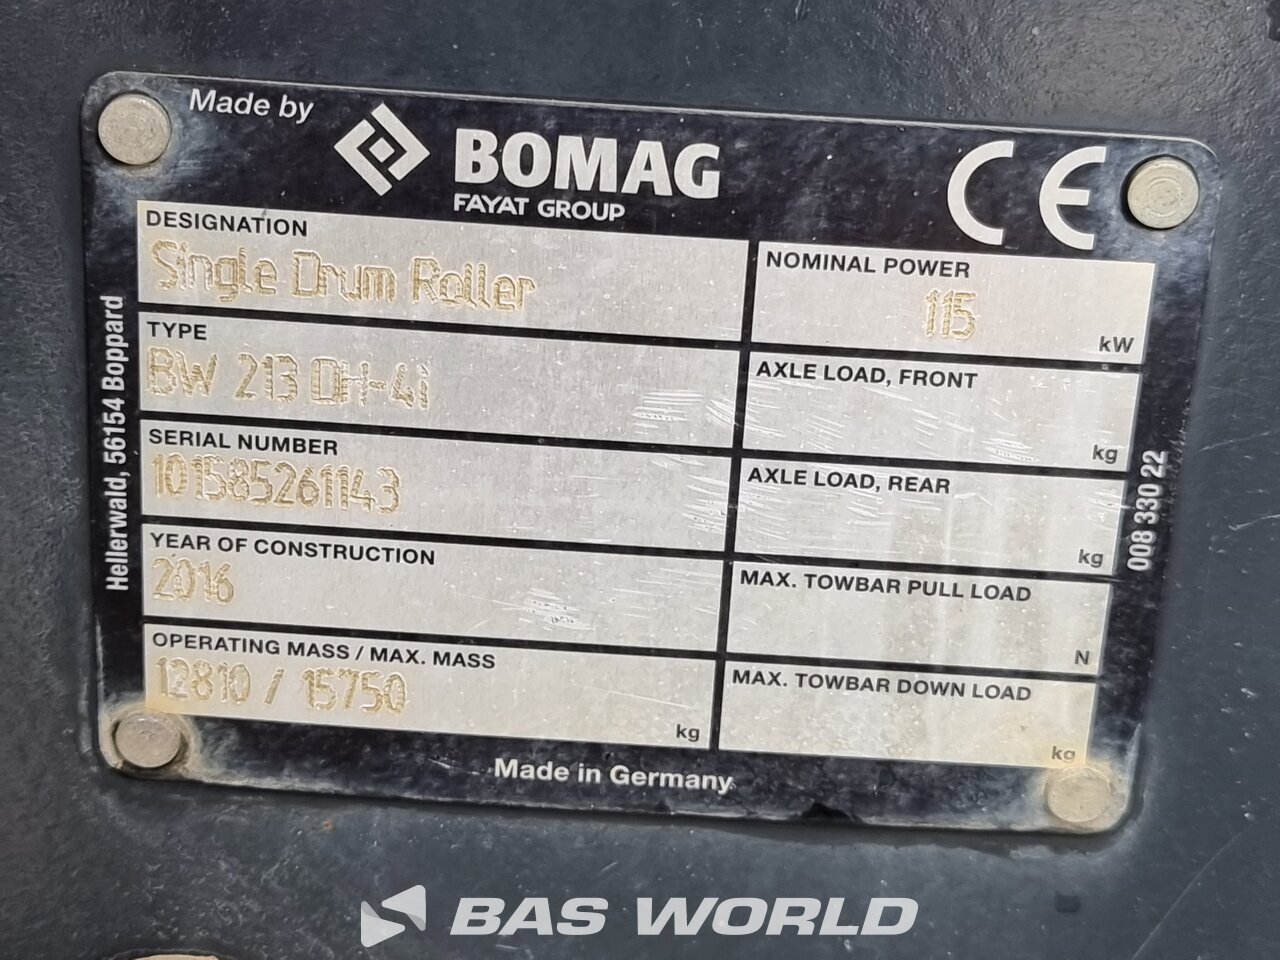 Made by
BOMAG
FAYAT GROUP
CE
DESIGNATION
Single Drum Roller
TYPE
BW 213 DH-4i
SERIAL NUMBER
101585261143
YEAR OF CONSTRUCTION
2016
OPERATING MASS / MAX. MASS
12810 / 15750
kg
NOMINAL POWER
115
kW
AXLE LOAD, FRONT
kg
AXLE LOAD, REAR
kg
MAX. TOWBAR PULL LOAD
N
MAX. TOWBAR DOWN LOAD
kg
Hellerwald, 56154 Boppard
008 330 22
Made in Germany
BAS WORLD